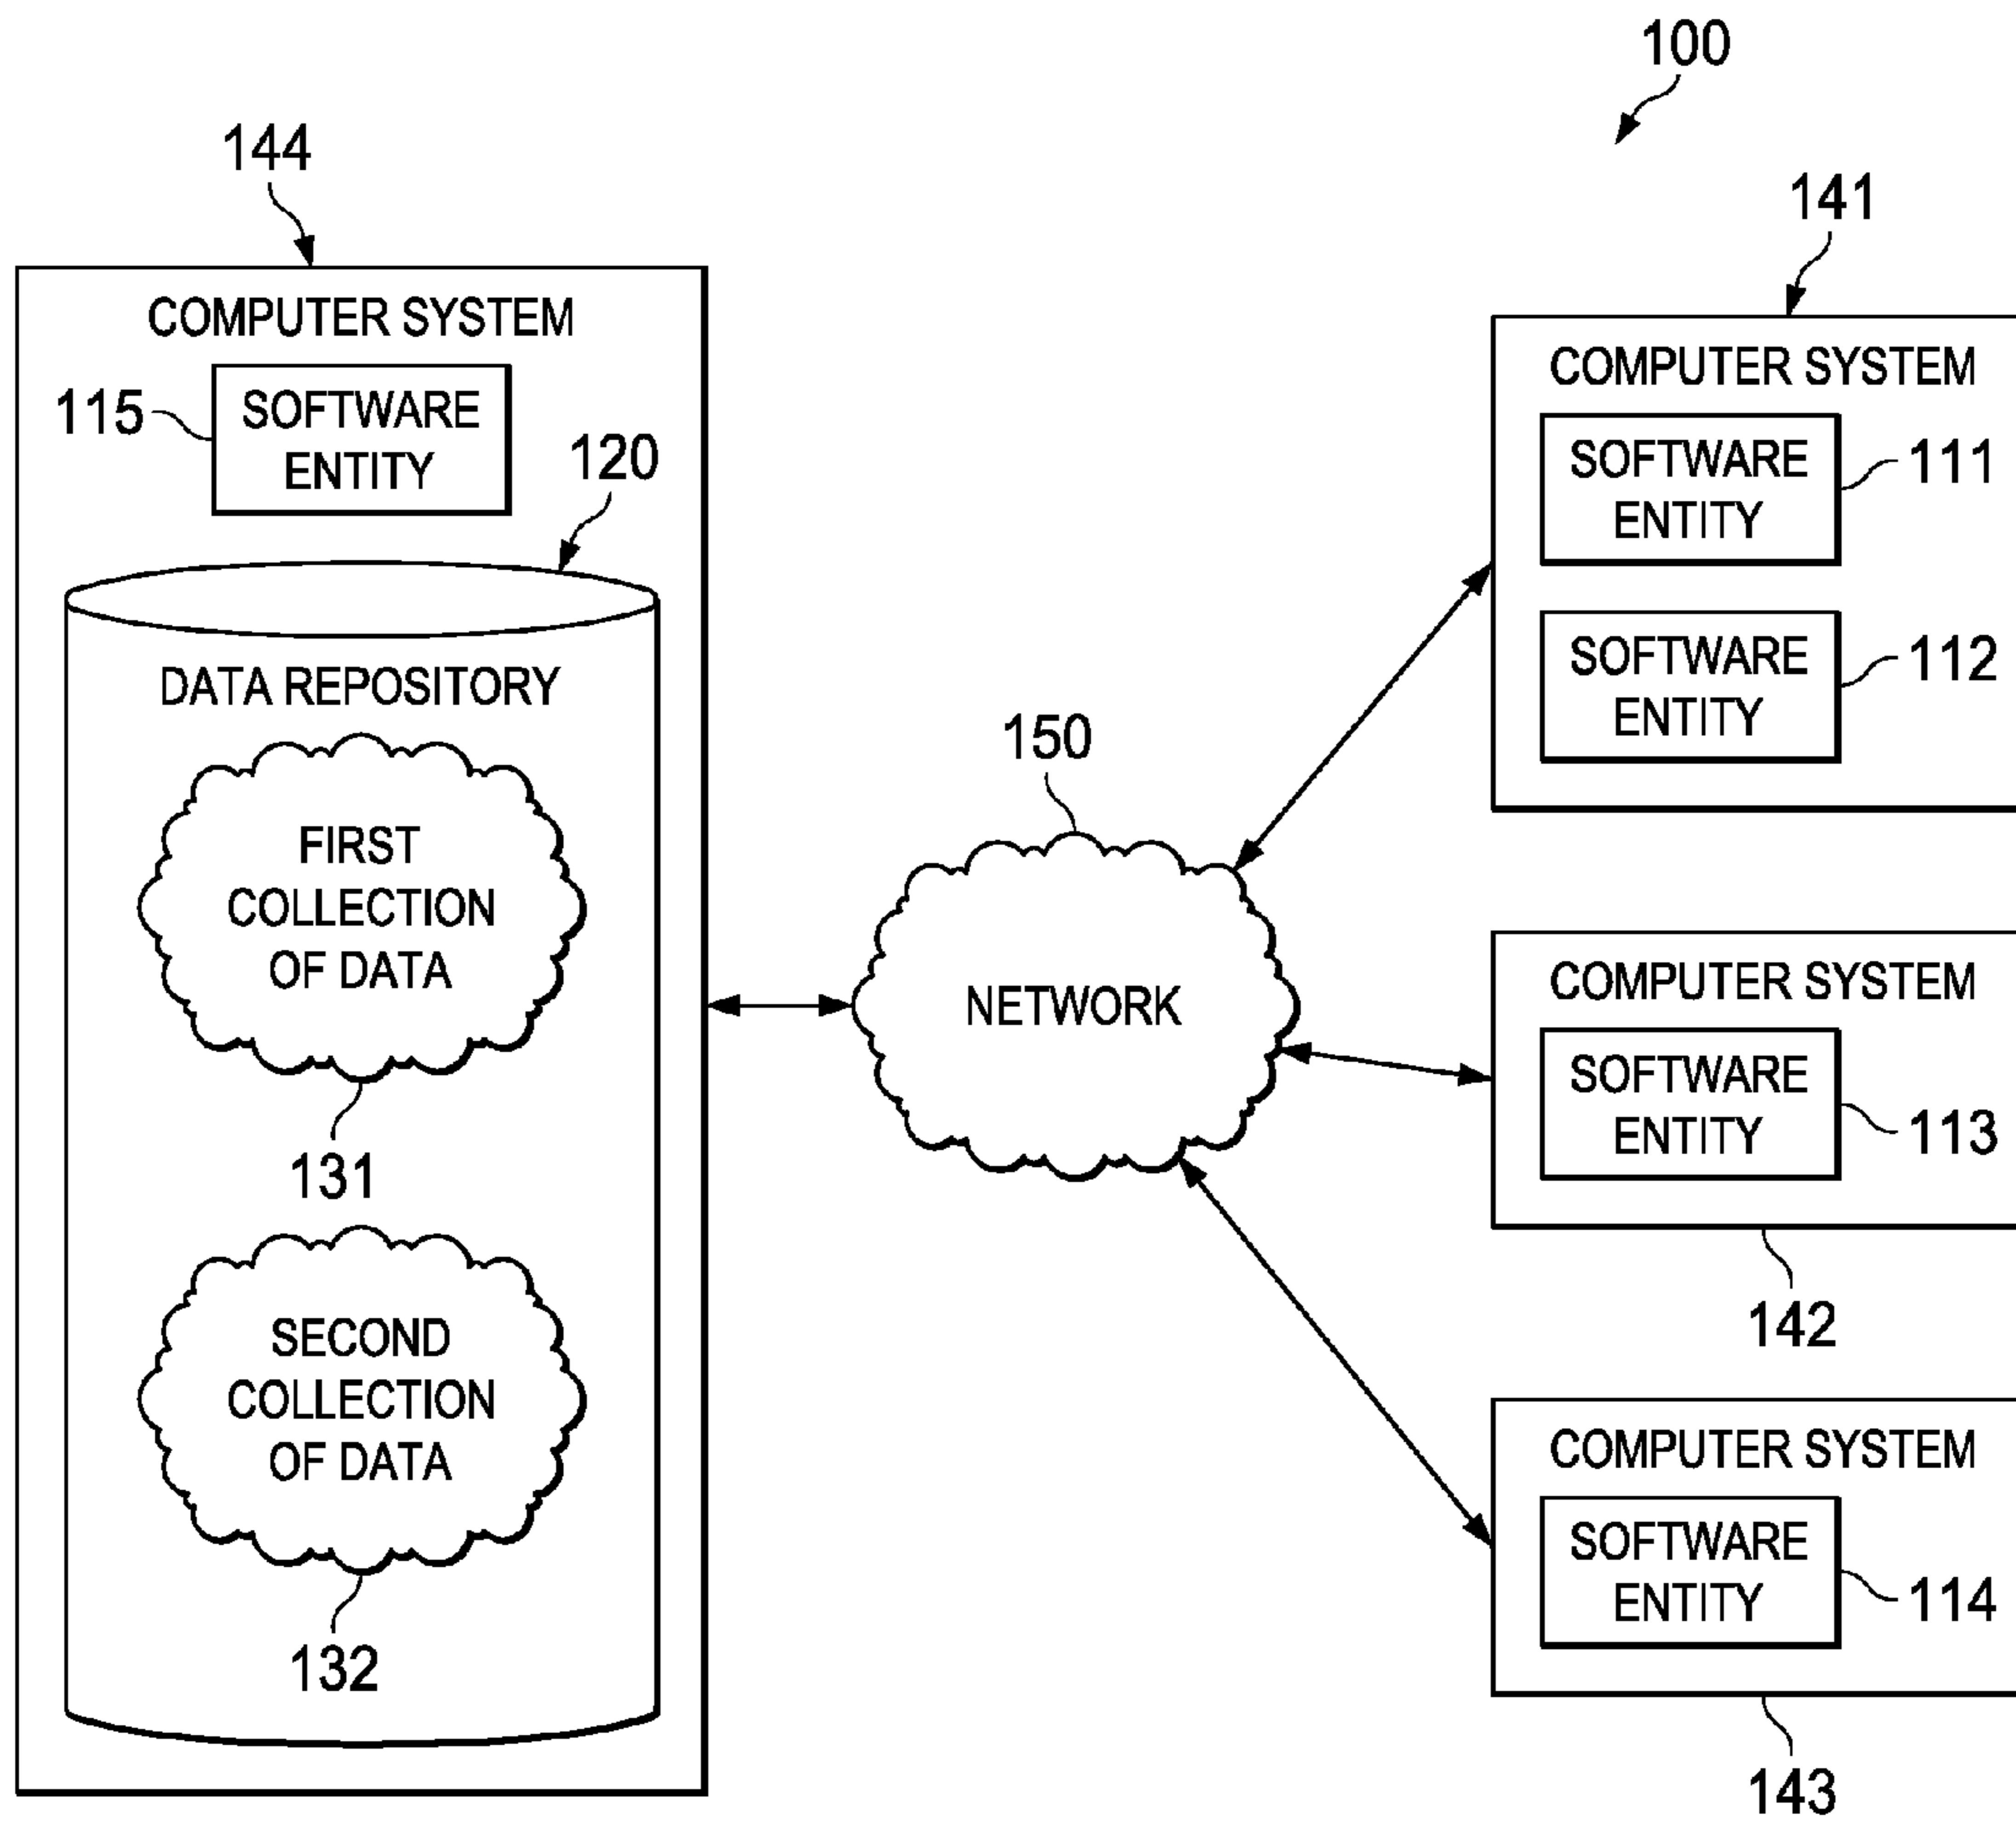 100
144
COMPUTER SYSTEM
115
SOFTWARE
ENTITY
120
DATA REPOSITORY
FIRST
COLLECTION
OF DATA
131
SECOND
COLLECTION
OF DATA
132
150
NETWORK
141
COMPUTER SYSTEM
SOFTWARE
ENTITY
111
SOFTWARE
ENTITY
112
COMPUTER SYSTEM
SOFTWARE
ENTITY
113
142
COMPUTER SYSTEM
SOFTWARE
ENTITY
114
143